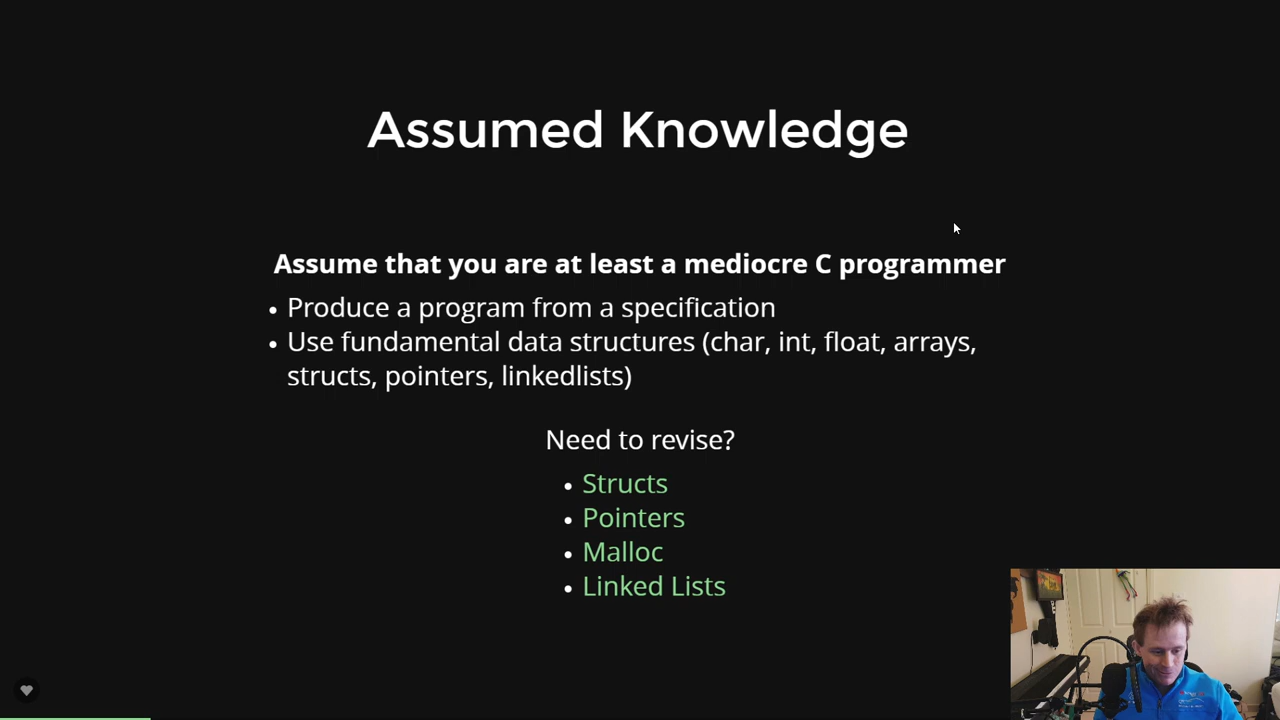 Assumed Knowledge
Assume that you are at least a mediocre C programmer
• Produce a program from a specification
• Use fundamental data structures (char, int, float, arrays,
structs, pointers, linkedlists)
Need to revise?
• Structs
• Pointers
• Malloc
• Linked Lists